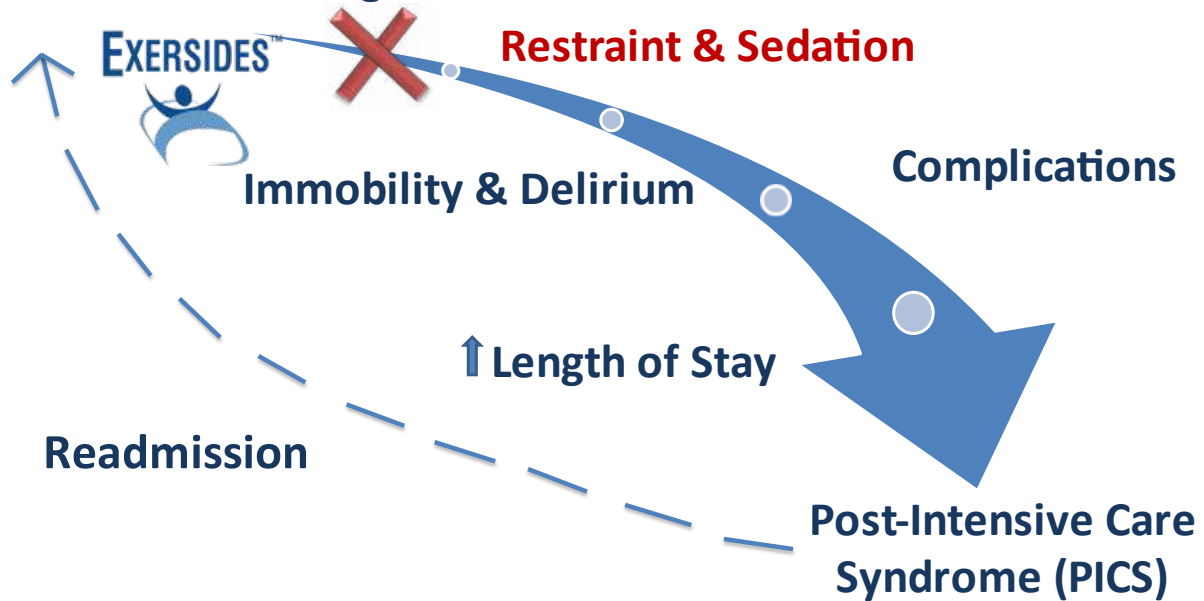 EXERSIDES™
Restraint & Sedation
Complications
Immobility & Delirium
Length of Stay
Readmission
Post-Intensive Care
Syndrome (PICS)